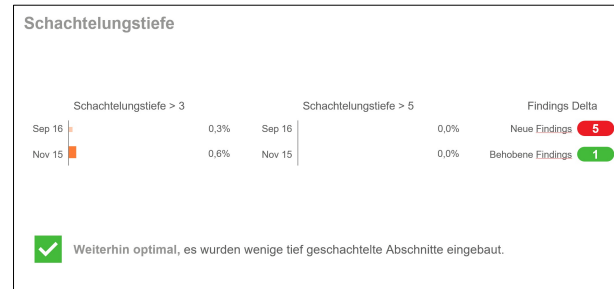 Schachtelungstiefe
Schachtelungstiefe > 3
Sep 16 0,3%
Nov 15 0,6%
Schachtelungstiefe > 5
Sep 16 0,0%
Nov 15 0,0%
Findings Delta
Neue Findings 5
Behobene Findings 1
Weiterhin optimal, es wurden wenige tief geschachtelte Abschnitte eingebaut.